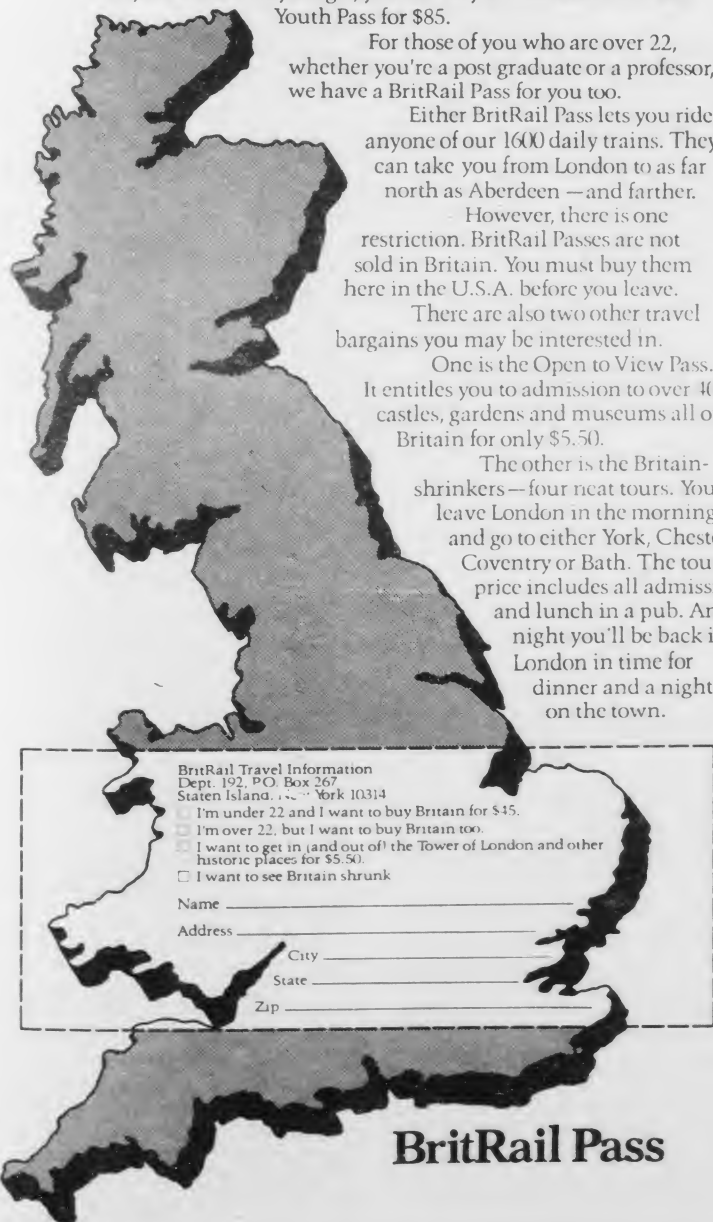 Youth Pass for $85.
For those of you who are over 22,
whether you're a post graduate or a professor,
we have a BritRail Pass for you too.
Either BritRail Pass lets you ride
anyone of our 1600 daily trains. They
can take you from London to as far
north as Aberdeen — and farther.
However, there is one
restriction. BritRail Passes are not
sold in Britain. You must buy them
here in the U.S.A. before you leave.
There are also two other travel
bargains you may be interested in.
One is the Open to View Pass.
It entitles you to admission to over
castles, gardens and museums all
Britain for only $5.50.
The other is the Britain-
shrinkers—four neat tours. You
leave London in the morning
and go to either York,
Coventry or Bath. The
price includes all
and lunch in a pub.
night you'll be back
London in time for
dinner and a night
on the town.
BritRail Travel Information
Dept. 192, P.O. Box 267
Staten Island, York 10314
I'm under 22 and I want to buy Britain for $45.
I'm over 22, but I want to buy Britain too.
I want to get in (and out of) the Tower of London and other
historic places for $5.50.
I want to see Britain shrunk
Name
Address
City
State
Zip
BritRail Pass